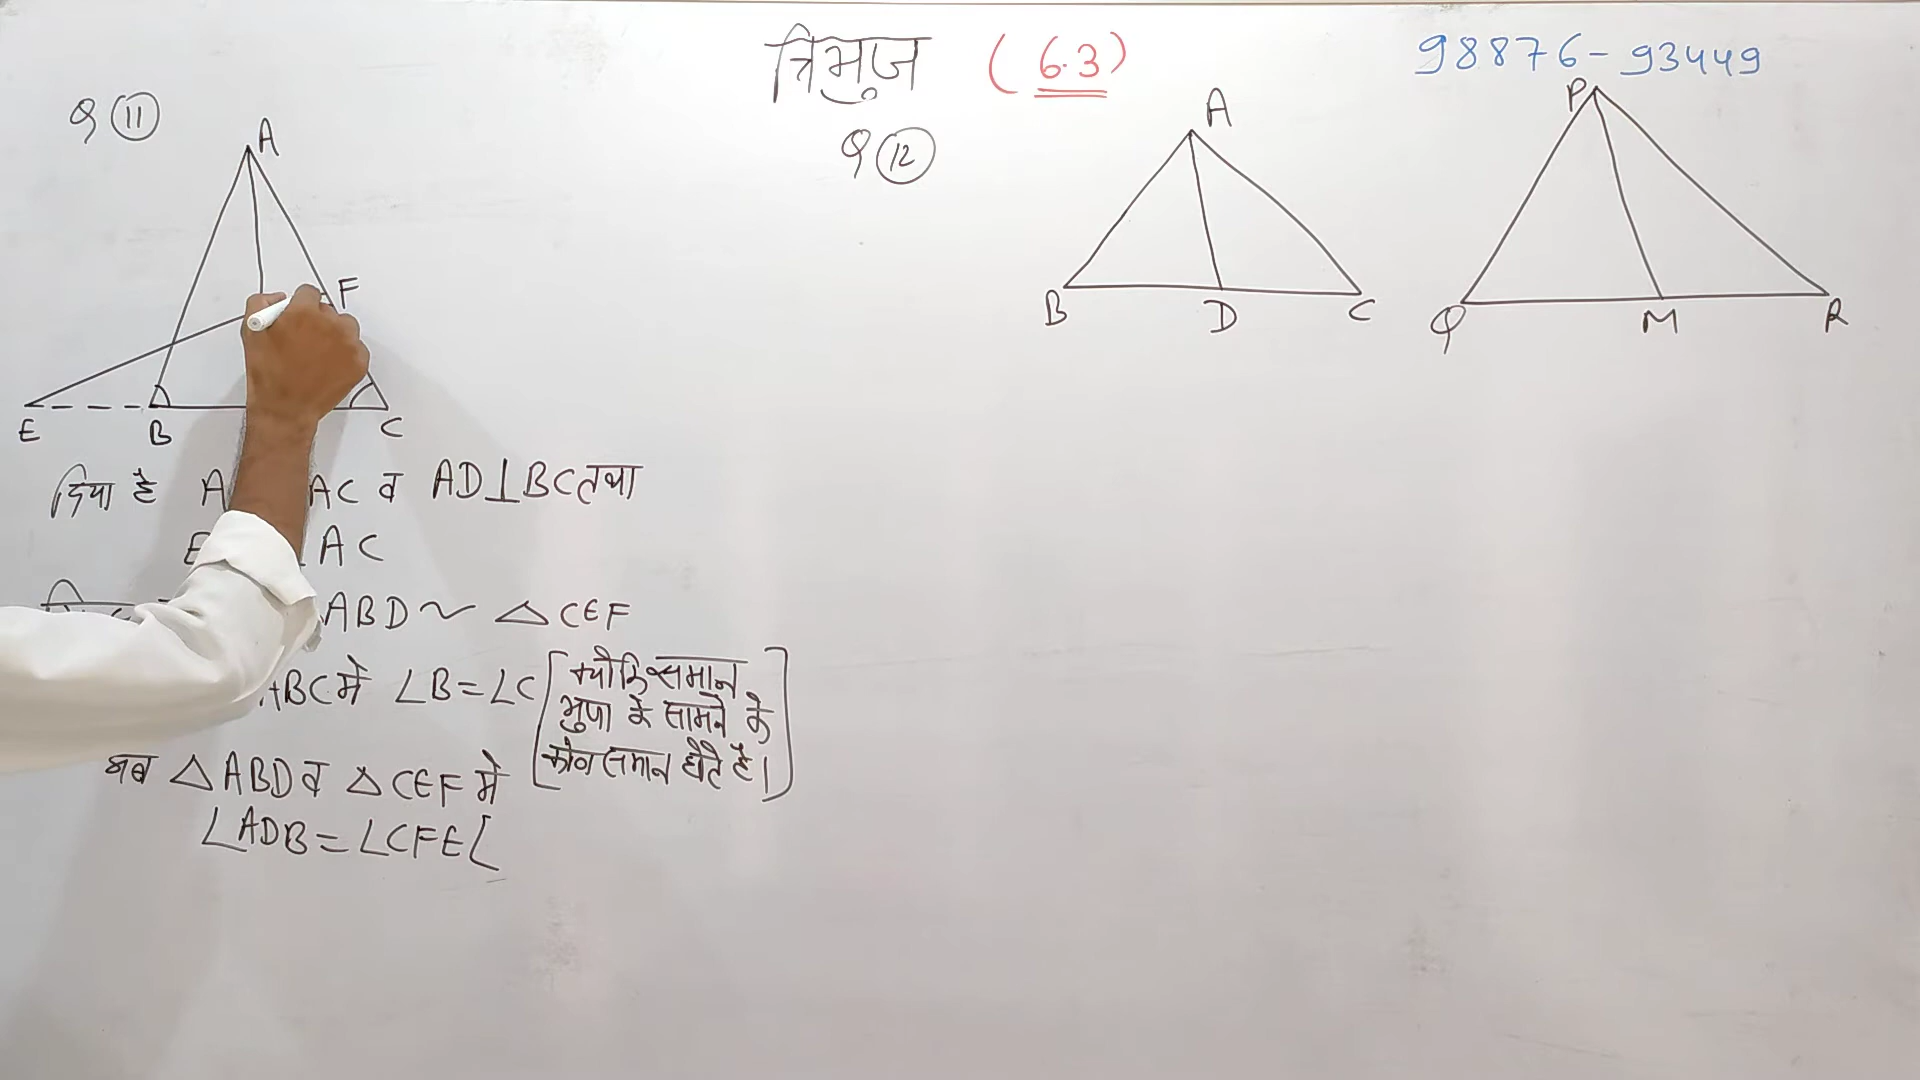 त्रिभुज (6.3)
98876-93449
Q 11
A
F
E B C
दिया है A AC व AD⊥BC तथा
E AC
ABD ~ △CEF
ABC में ∠B=∠C [क्योंकि समान
भुजा के सामने के
कोण समान होते है।]
अब △ABD व △CEF में
∠ADB=∠CFE[
Q 12
A
B D C
P
Q M R